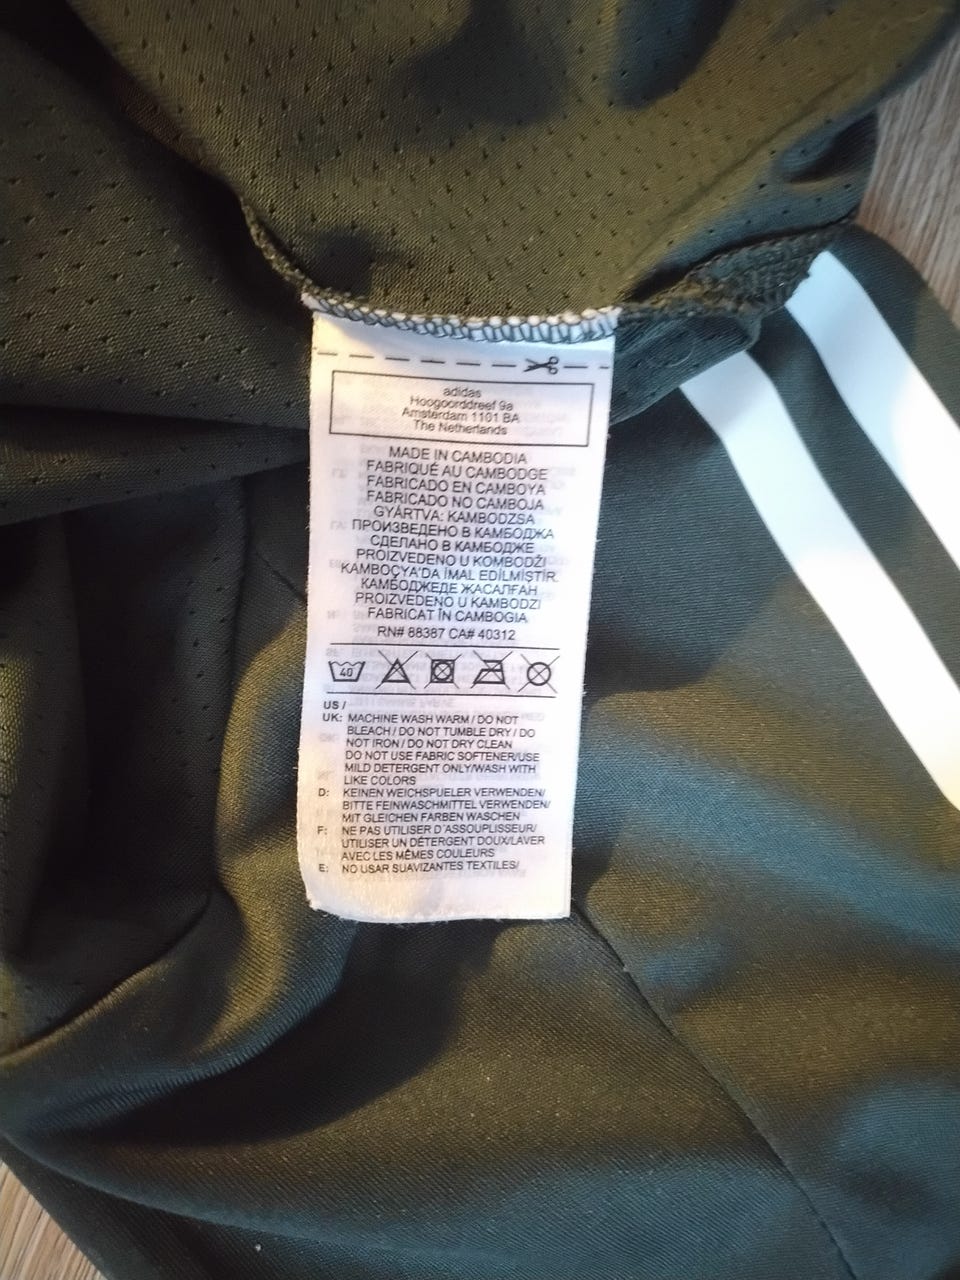 adidas
Hoogoorddreef 9a
Amsterdam 1101 BA
The Netherlands
MADE IN CAMBODIA
FABRIQUÉ AU CAMBODGE
FABRICADO EN CAMBOYA
FABRICADO NO CAMBOJA
GYÁRTVA: KAMBODZSA
ПРОИЗВЕДЕНО В КАМБОДЖА
СДЕЛАНО В КАМБОДЖЕ
PROIZVEDENO U KOMBODŽI
KAMBOÇYA'DA İMAL EDİLMİŞTİR.
КАМБОДЖЕДЕ ЖАСАЛҒАН
PROIZVEDENO U KAMBODZI
FABRICAT ÎN CAMBOGIA
RN# 88387 CA# 40312
40
US /
UK: MACHINE WASH WARM / DO NOT
BLEACH / DO NOT TUMBLE DRY / DO
NOT IRON / DO NOT DRY CLEAN
DO NOT USE FABRIC SOFTENER/USE
MILD DETERGENT ONLY/WASH WITH
LIKE COLORS
D: KEINEN WEICHSPUELER VERWENDEN/
BITTE FEINWASCHMITTEL VERWENDEN/
MIT GLEICHEN FARBEN WASCHEN
F: NE PAS UTILISER D'ASSOUPLISSEUR/
UTILISER UN DÉTERGENT DOUX/LAVER
AVEC LES MÊMES COULEURS
E: NO USAR SUAVIZANTES TEXTILES/